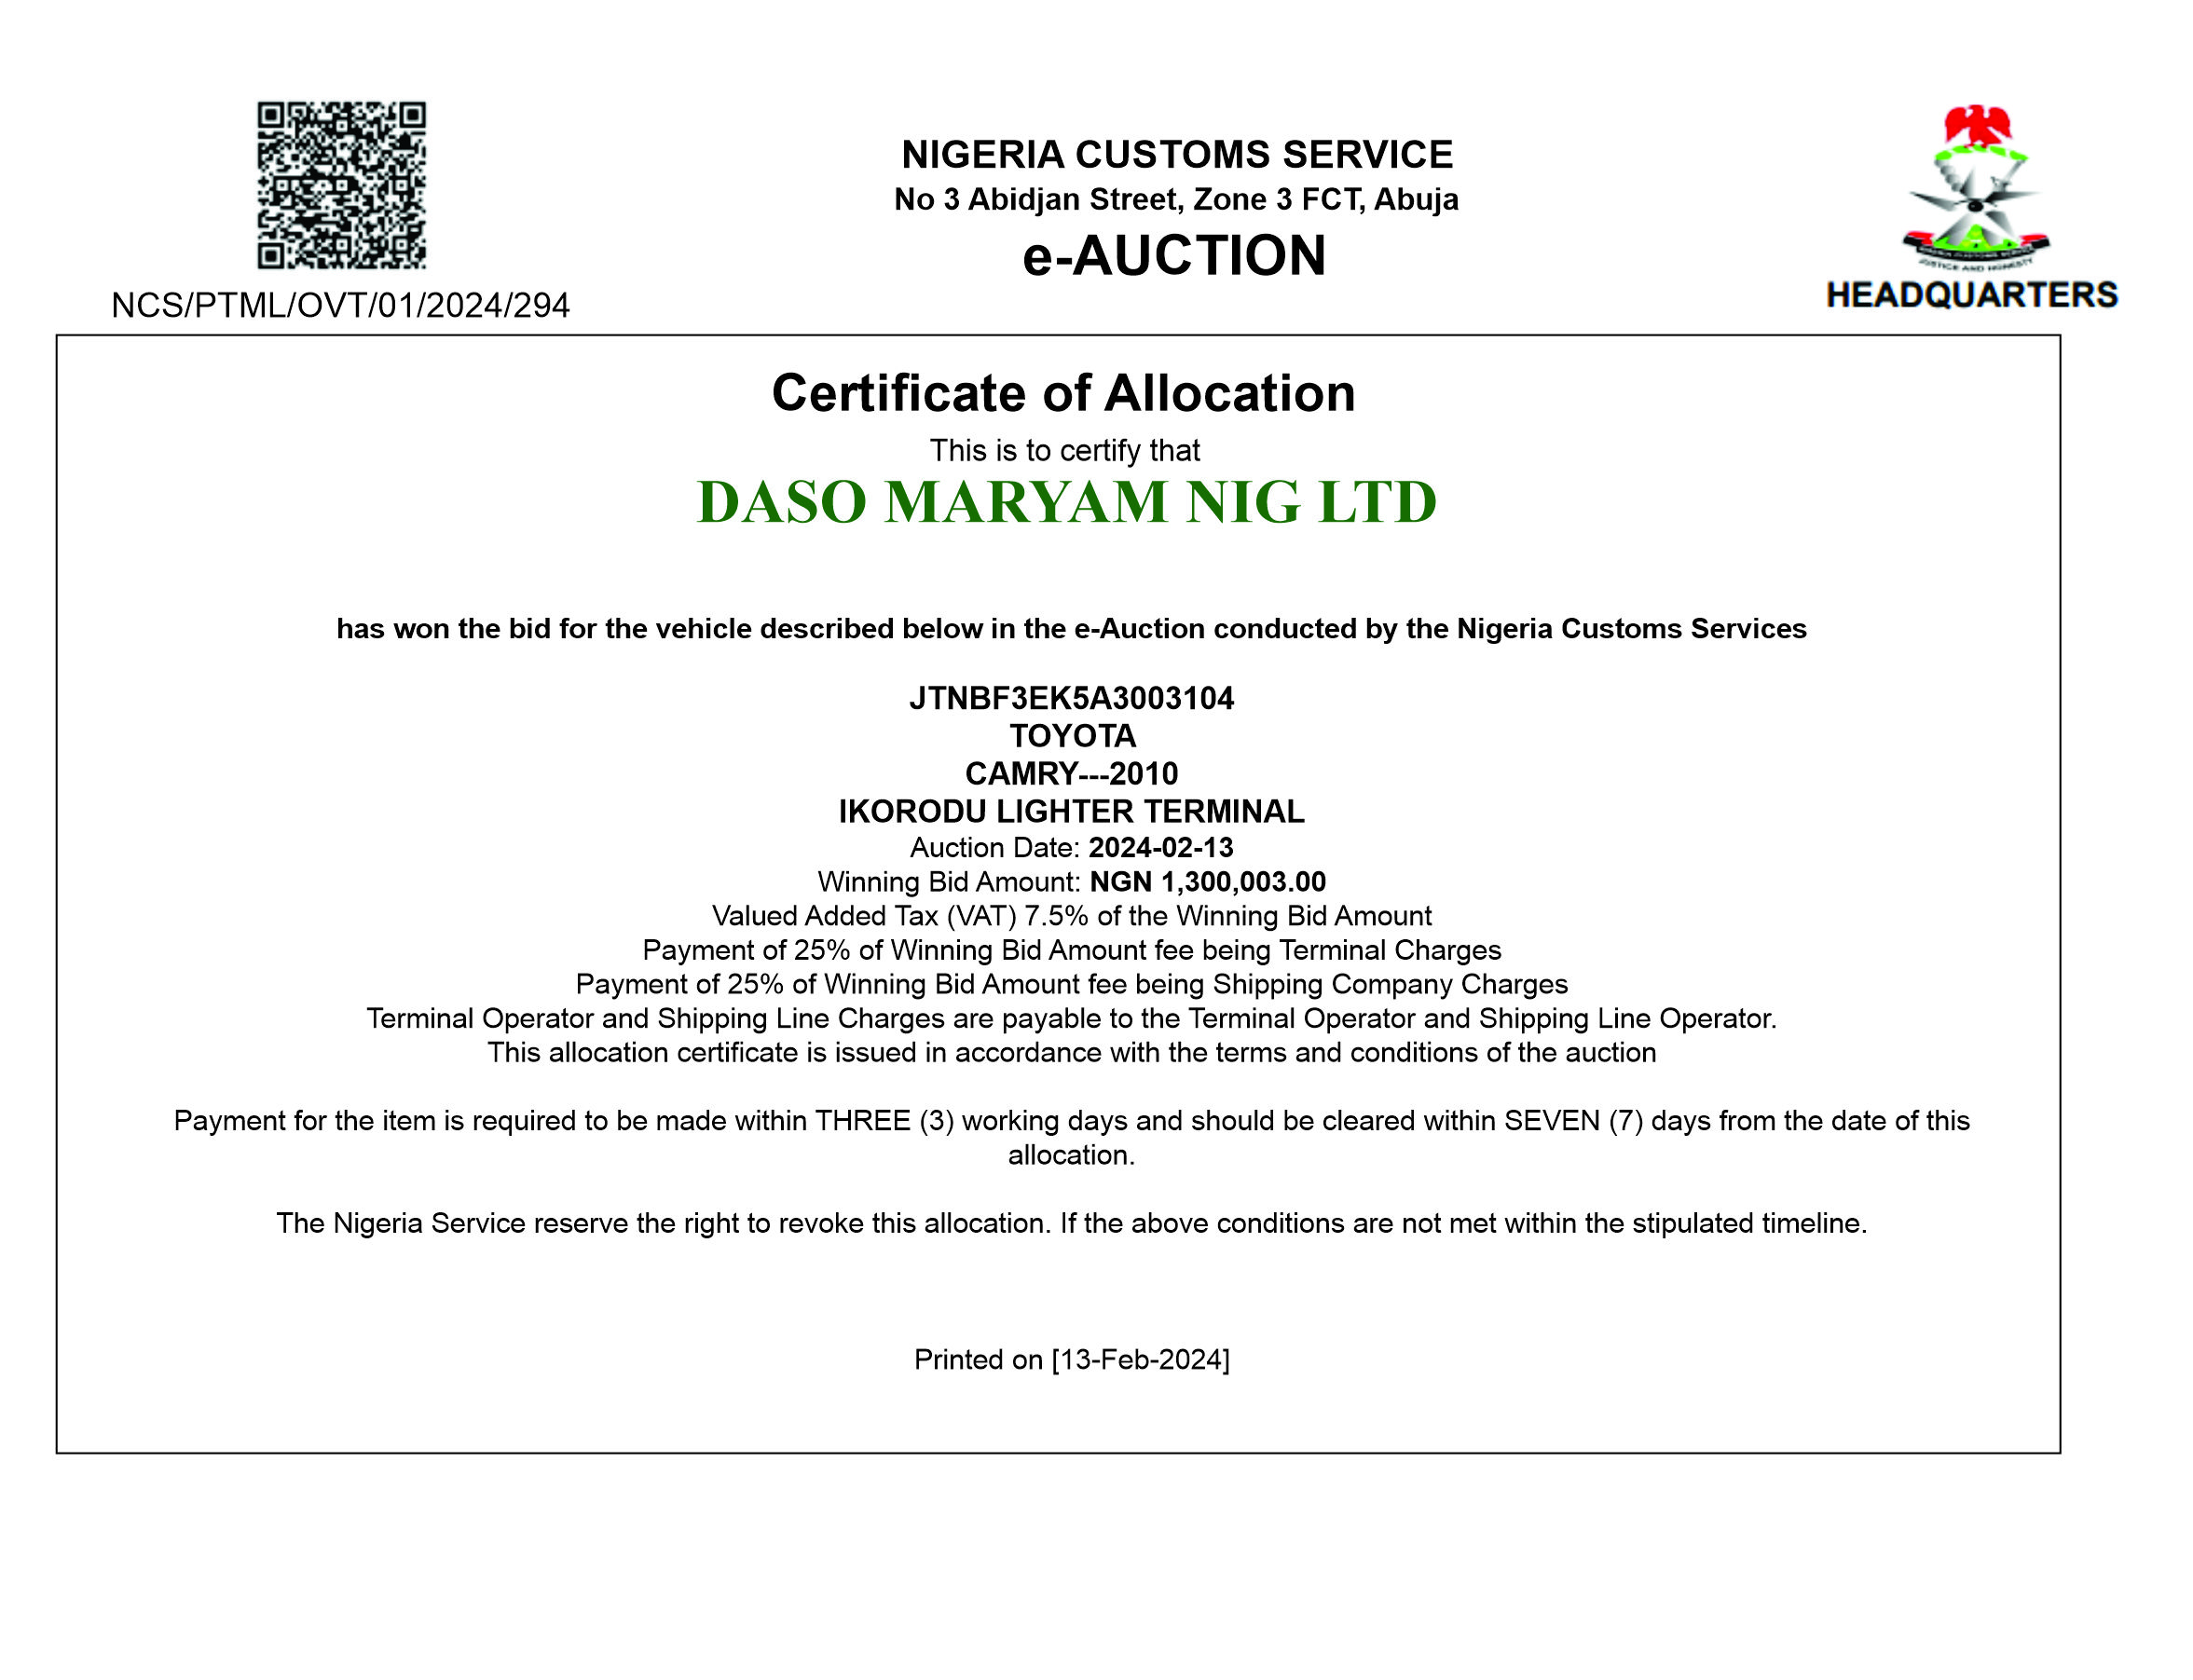 NIGERIA CUSTOMS SERVICE
No 3 Abidjan Street, Zone 3 FCT, Abuja
e-AUCTION
NCS/PTML/OVT/01/2024/294
JUSTICE AND HONESTY
HEADQUARTERS
Certificate of Allocation
This is to certify that
DASO MARYAM NIG LTD
has won the bid for the vehicle described below in the e-Auction conducted by the Nigeria Customs Services
JTNBF3EK5A3003104
TOYOTA
CAMRY---2010
IKORODU LIGHTER TERMINAL
Auction Date: 2024-02-13
Winning Bid Amount: NGN 1,300,003.00
Valued Added Tax (VAT) 7.5% of the Winning Bid Amount
Payment of 25% of Winning Bid Amount fee being Terminal Charges
Payment of 25% of Winning Bid Amount fee being Shipping Company Charges
Terminal Operator and Shipping Line Charges are payable to the Terminal Operator and Shipping Line Operator.
This allocation certificate is issued in accordance with the terms and conditions of the auction
Payment for the item is required to be made within THREE (3) working days and should be cleared within SEVEN (7) days from the date of this
allocation.
The Nigeria Service reserve the right to revoke this allocation. If the above conditions are not met within the stipulated timeline.
Printed on [13-Feb-2024]